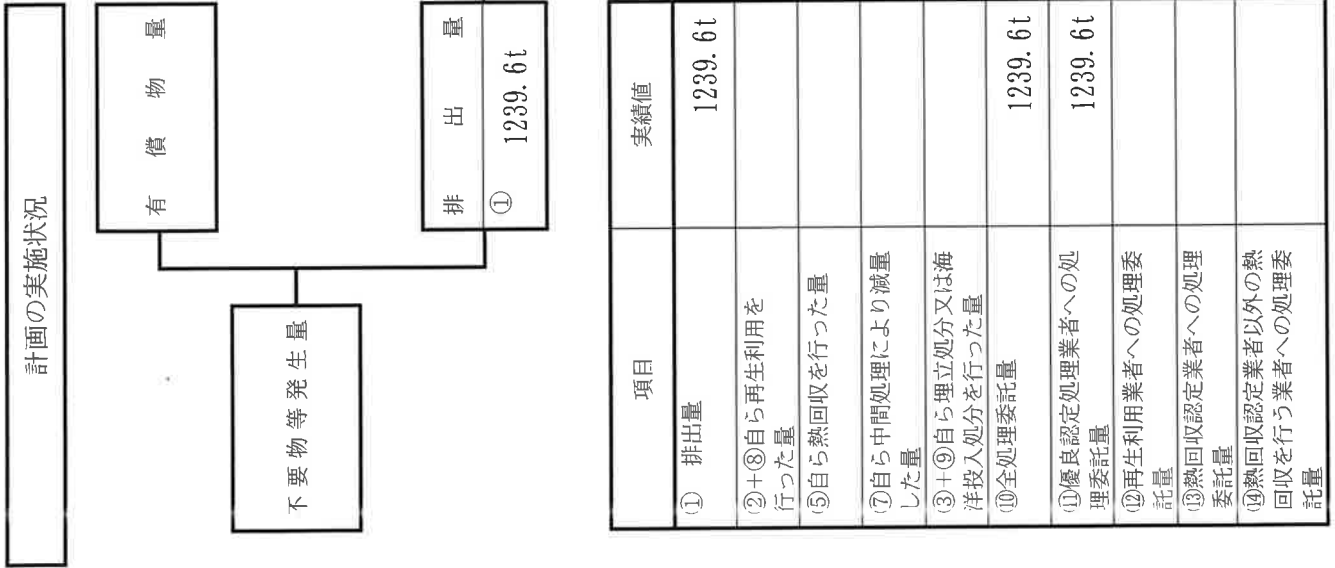 計画の実施状況
有償物量
不要物等発生量
排出量
① 1239.6t
項目 実績値
① 排出量 1239.6t
②+⑧自ら再生利用を
行った量
⑤自ら熱回収を行った量
⑦自ら中間処理により減量
した量
③+⑨自ら埋立処分又は海
洋投入処分を行った量
⑩全処理委託量 1239.6t
⑪優良認定処理業者への処
理委託量 1239.6t
⑫再生利用業者への処理委
託量
⑬熱回収認定業者への処理
委託量
⑭熱回収認定業者以外の熱
回収を行う業者への処理委
託量